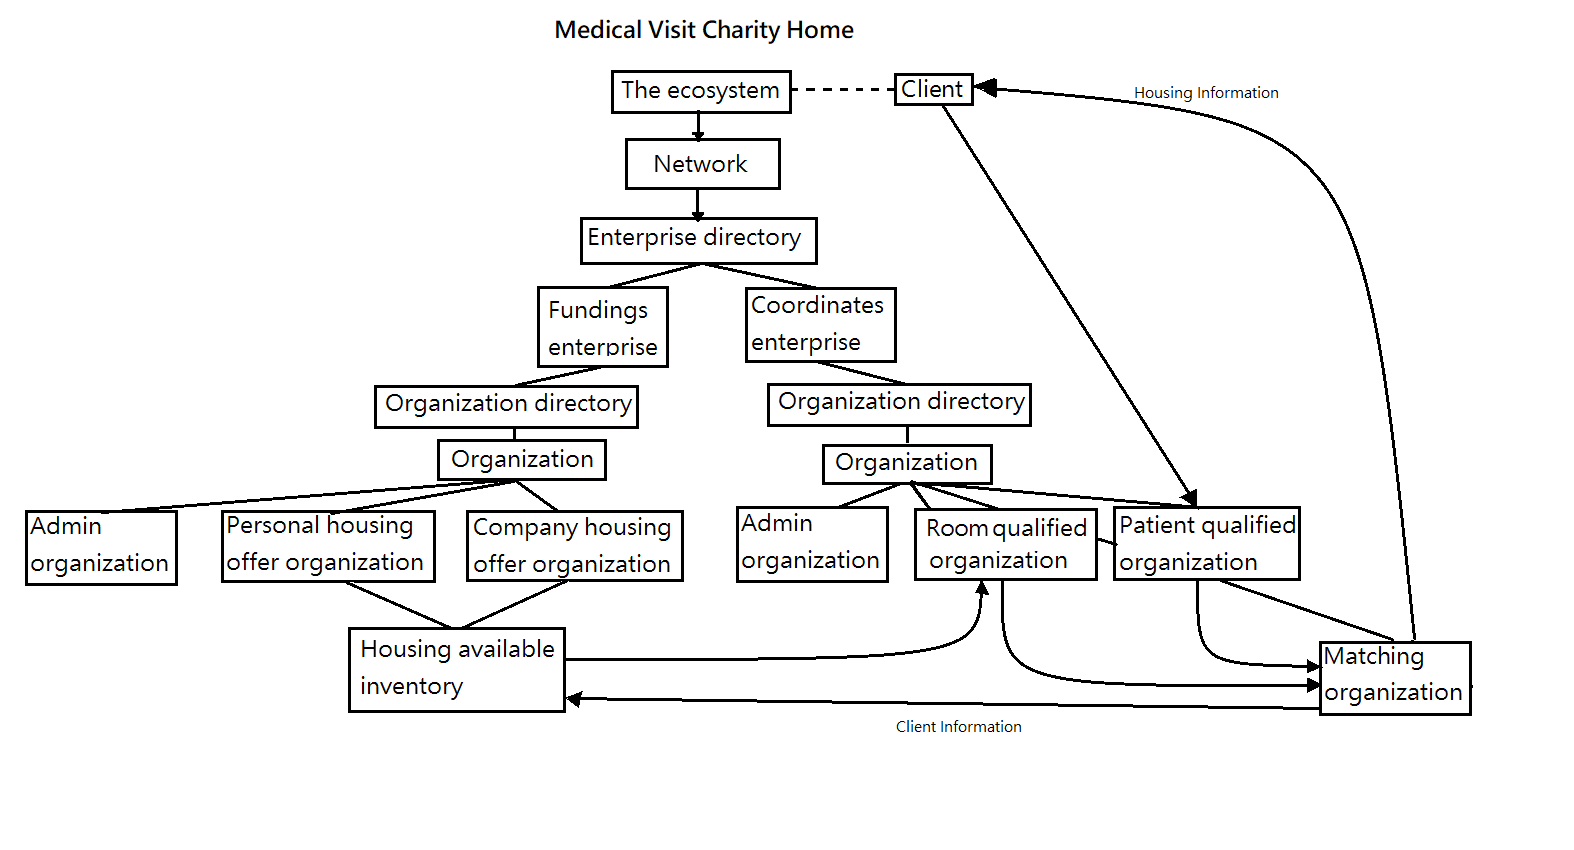 Medical Visit Charity Home
The ecosystem
Client
Housing Information
Network
Enterprise directory
Fundings
enterprise
Coordinates
enterprise
Organization directory
Organization directory
Organization
Organization
Admin
organization
Personal housing
offer organization
Company housing
offer organization
Admin
organization
Room qualified
organization
Patient qualified
organization
Housing available
inventory
Matching
organization
Client Information